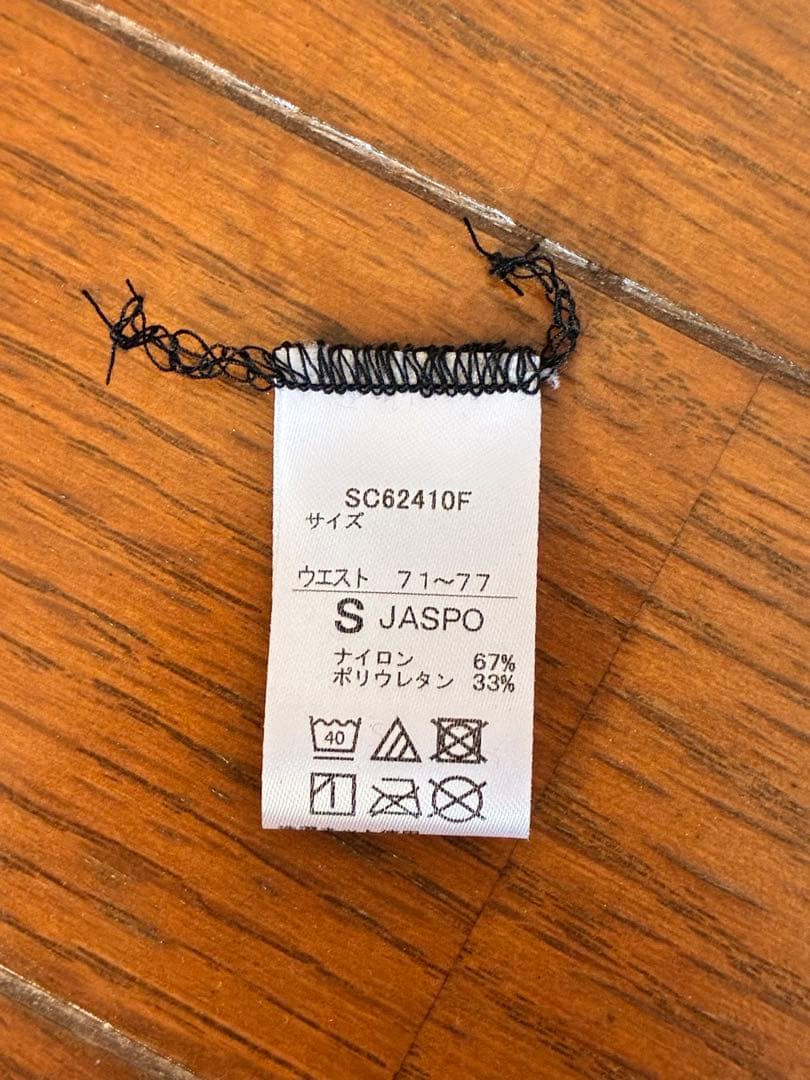 SC62410F
サイズ
ウエスト 71~77
S JASPO
ナイロン 67%
ポリウレタン 33%
40